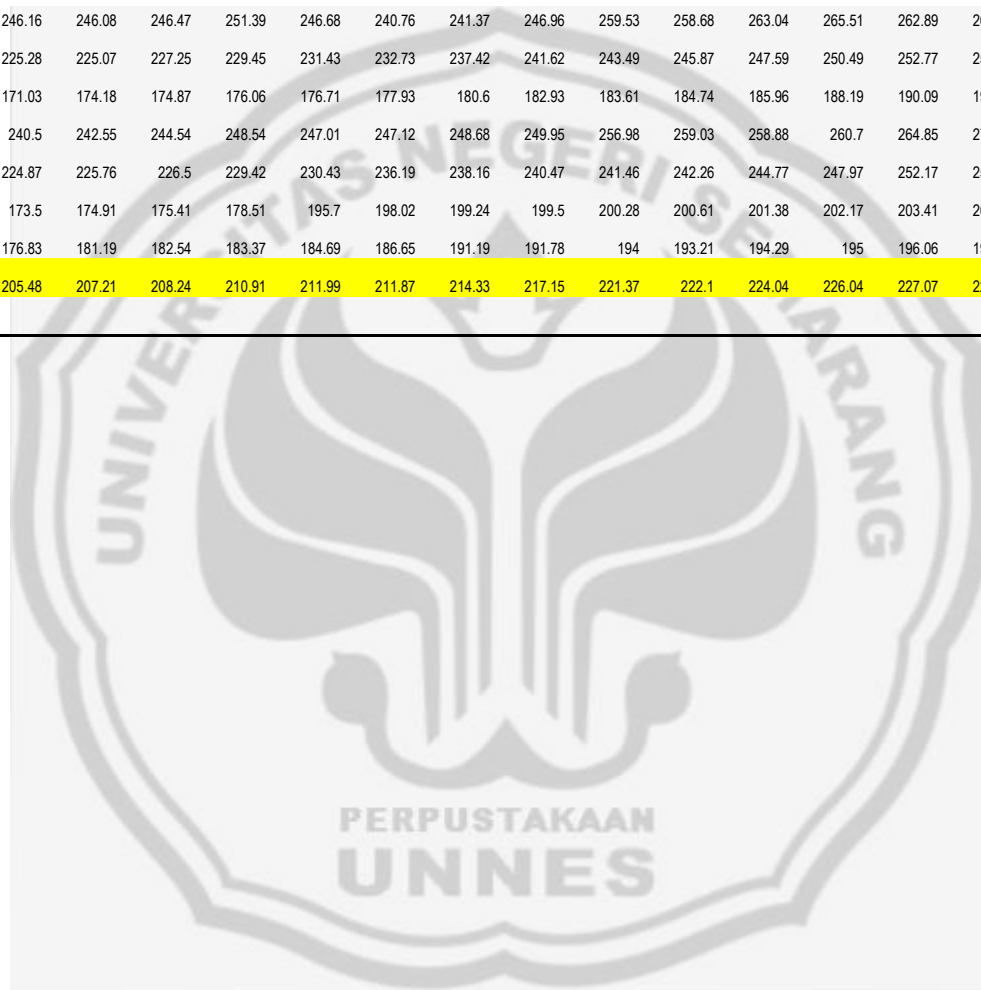 246.16 246.08 246.47 251.39 246.68 240.76 241.37 246.96 259.53 258.68 263.04 265.51 262.89
225.28 225.07 227.25 229.45 231.43 232.73 237.42 241.62 243.49 245.87 247.59 250.49 252.77
171.03 174.18 174.87 176.06 176.71 177.93 180.6 182.93 183.61 184.74 185.96 188.19 190.09
240.5 242.55 244.54 248.54 247.01 247.12 248.68 249.95 256.98 259.03 258.88 260.7 264.85
224.87 225.76 226.5 229.42 230.43 236.19 238.16 240.47 241.46 242.26 244.77 247.97 252.17
173.5 174.91 175.41 178.51 195.7 198.02 199.24 199.5 200.28 200.61 201.38 202.17 203.41
176.83 181.19 182.54 183.37 184.69 186.65 191.19 191.78 194 193.21 194.29 195 196.06
205.48 207.21 208.24 210.91 211.99 211.87 214.33 217.15 221.37 222.1 224.04 226.04 227.07
UNIVERSITAS NEGERI SEMARANG
PERPUSTAKAAN
UNNES